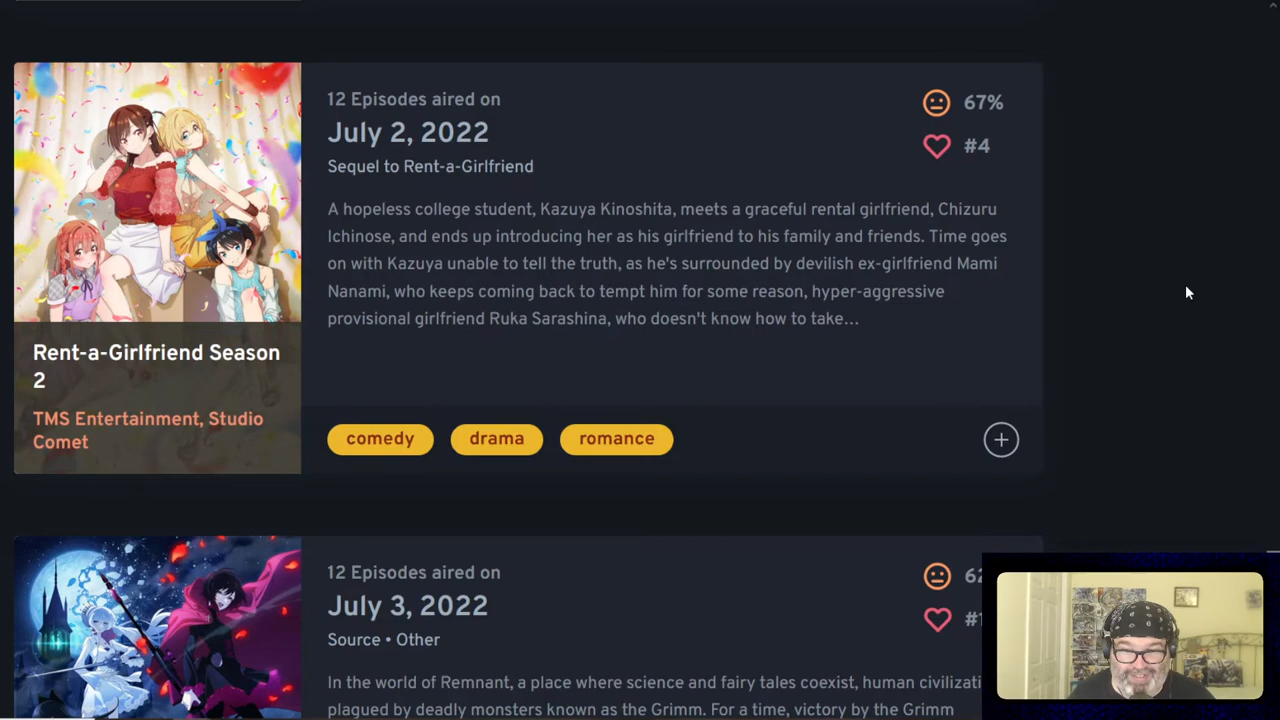 12 Episodes aired on
July 2, 2022
Sequel to Rent-a-Girlfriend
67%
#4
A hopeless college student, Kazuya Kinoshita, meets a graceful rental girlfriend, Chizuru
Ichinose, and ends up introducing her as his girlfriend to his family and friends. Time goes
on with Kazuya unable to tell the truth, as he's surrounded by devilish ex-girlfriend Mami
Nanami, who keeps coming back to tempt him for some reason, hyper-aggressive
provisional girlfriend Ruka Sarashina, who doesn't know how to take...
Rent-a-Girlfriend Season
2
TMS Entertainment, Studio
Comet
comedy drama romance
12 Episodes aired on
July 3, 2022
Source • Other
In the world of Remnant, a place where science and fairy tales coexist, human
plagued by deadly monsters known as the Grimm. For a time, victory by the Grimm